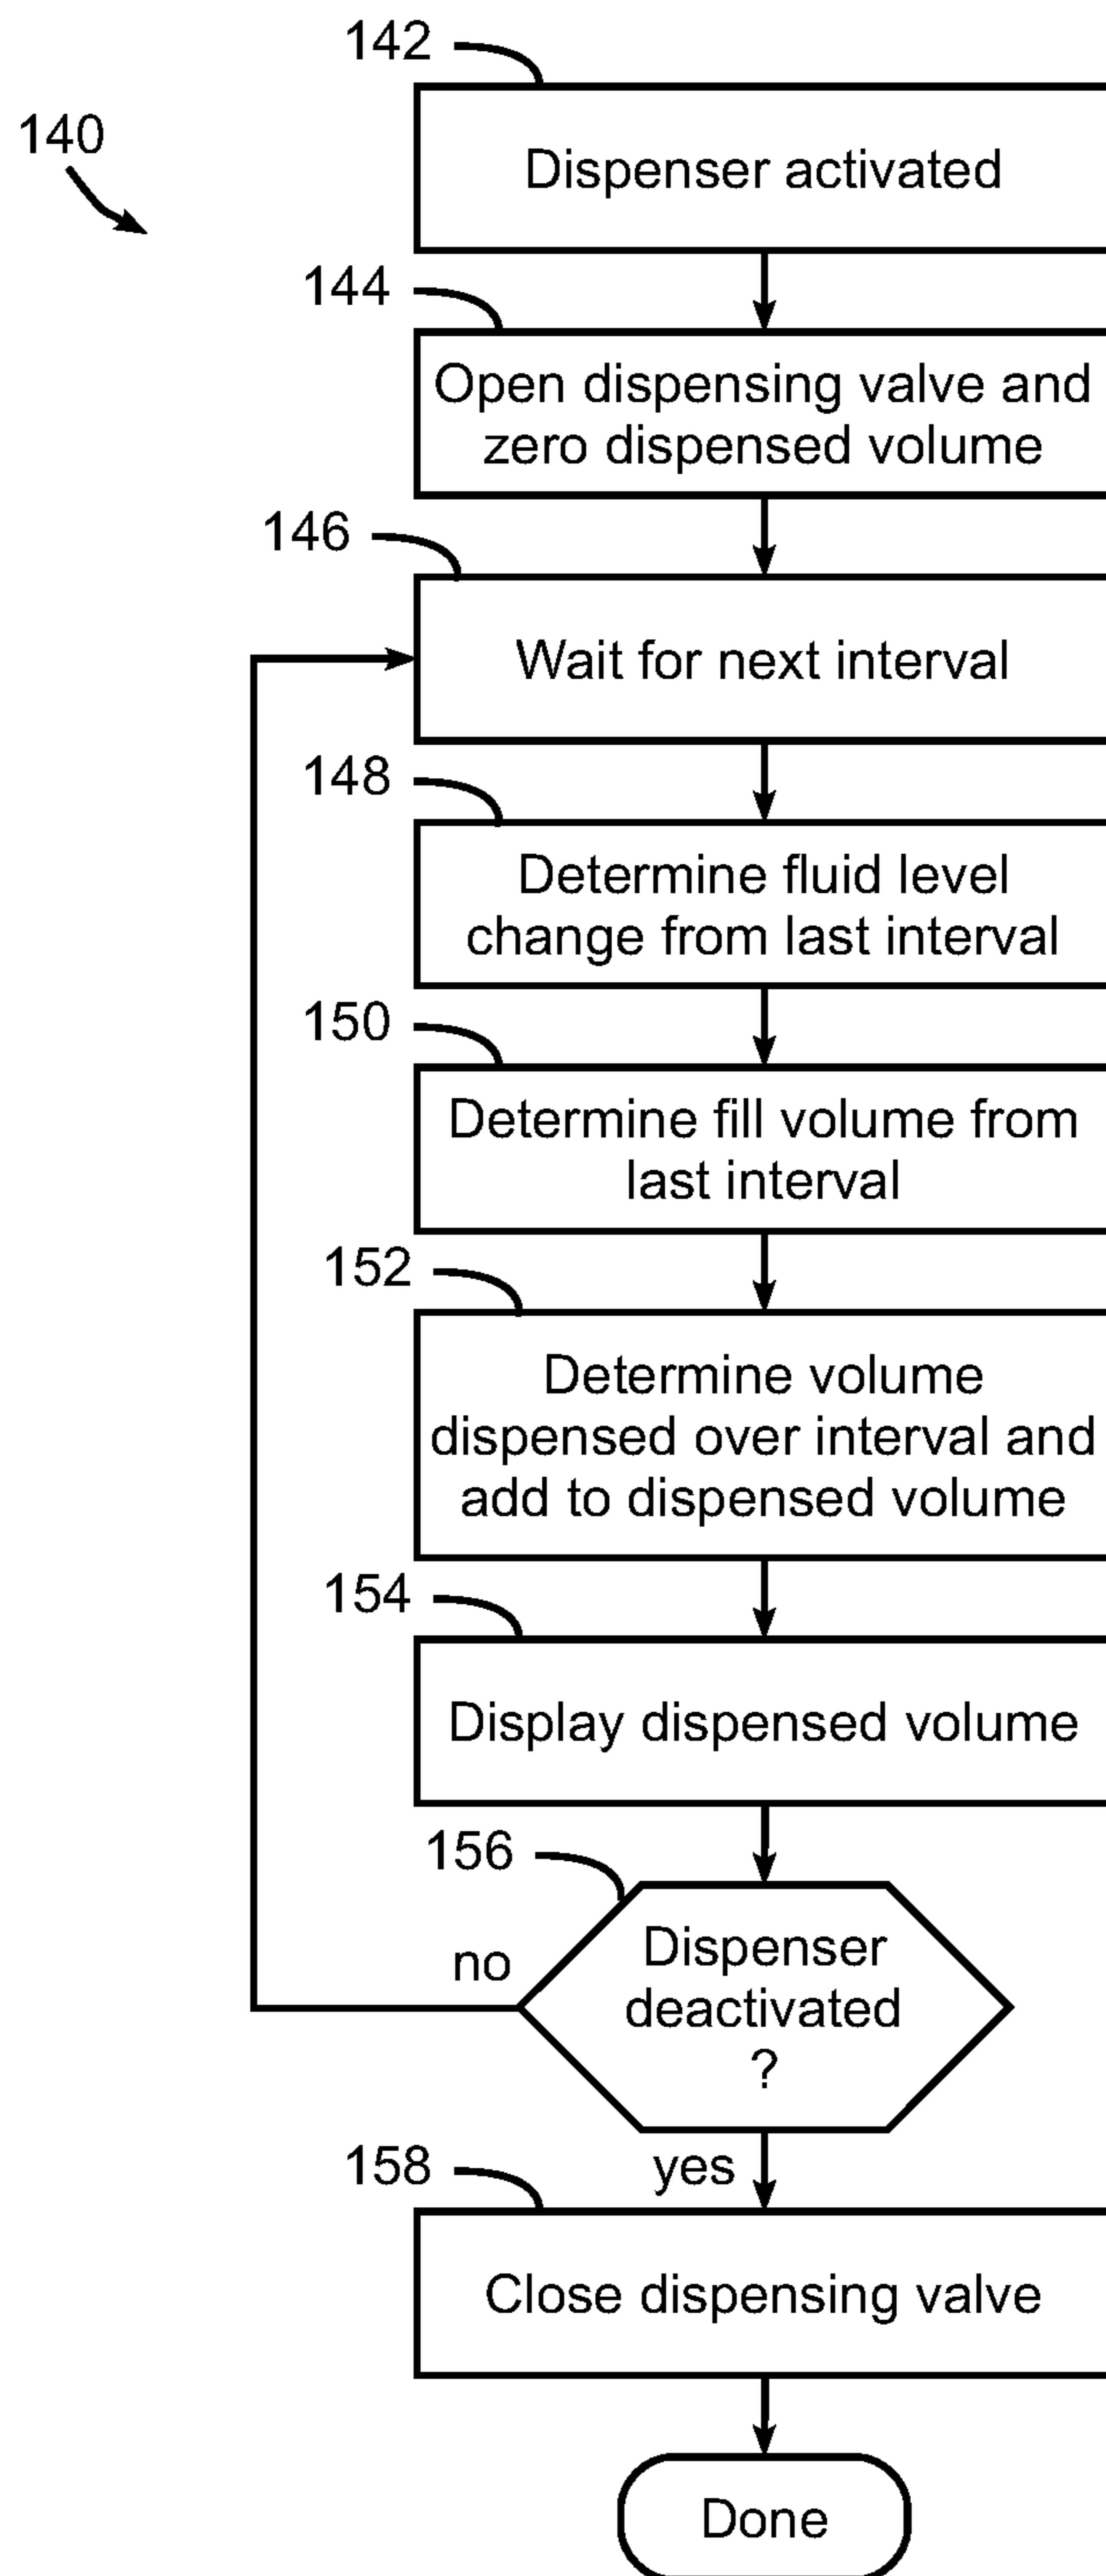 142
140
Dispenser activated
144
Open dispensing valve and
zero dispensed volume
146
Wait for next interval
148
Determine fluid level
change from last interval
150
Determine fill volume from
last interval
152
Determine volume
dispensed over interval and
add to dispensed volume
154
Display dispensed volume
156
no
Dispenser
deactivated
?
158
yes
Close dispensing valve
Done